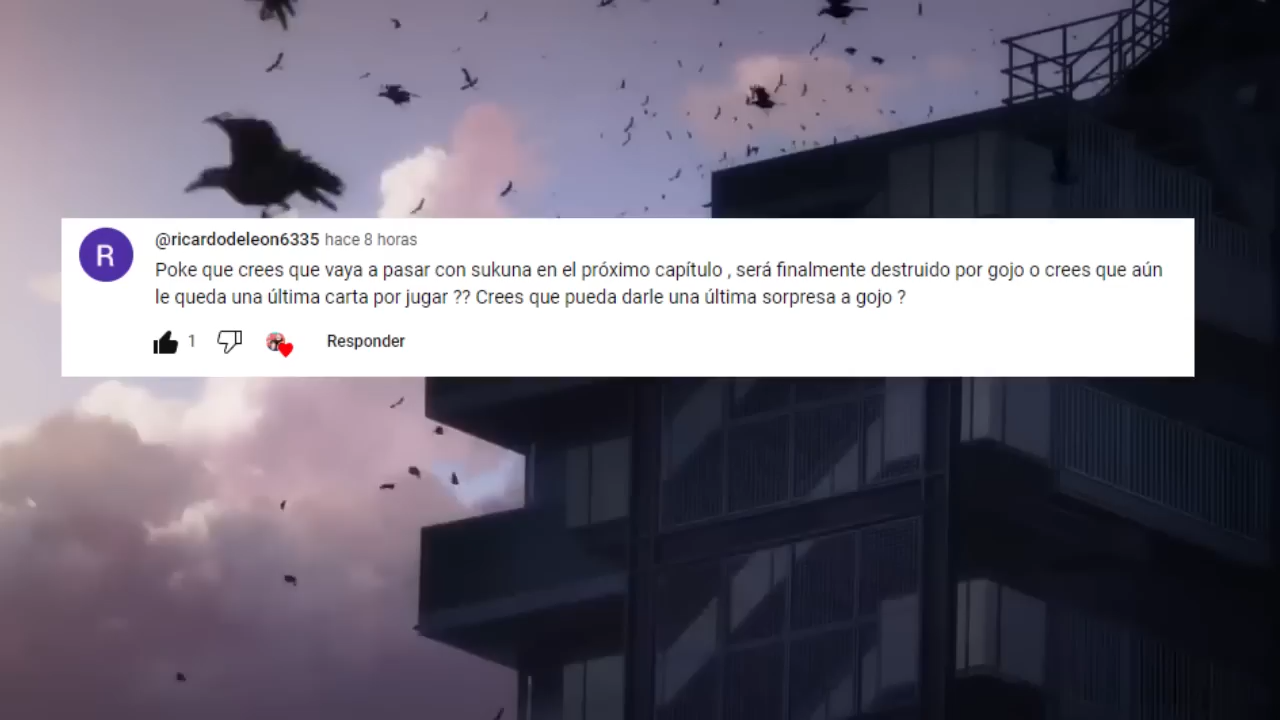 R
@ricardodeleon6335 hace 8 horas
Poke que crees que vaya a pasar con sukuna en el próximo capítulo , será finalmente destruido por gojo o crees que aún
le queda una última carta por jugar ?? Crees que pueda darle una última sorpresa a gojo ?
1 Responder